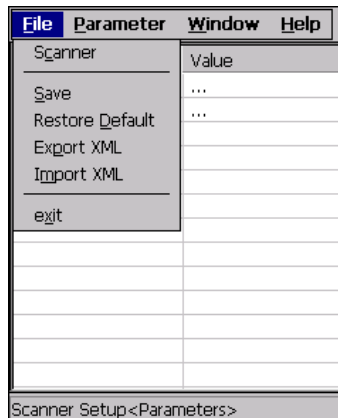 File Parameter Window Help
Scanner
Value
Save
...
Restore Default
...
Export XML
Import XML
exit
Scanner Setup<Parameters>